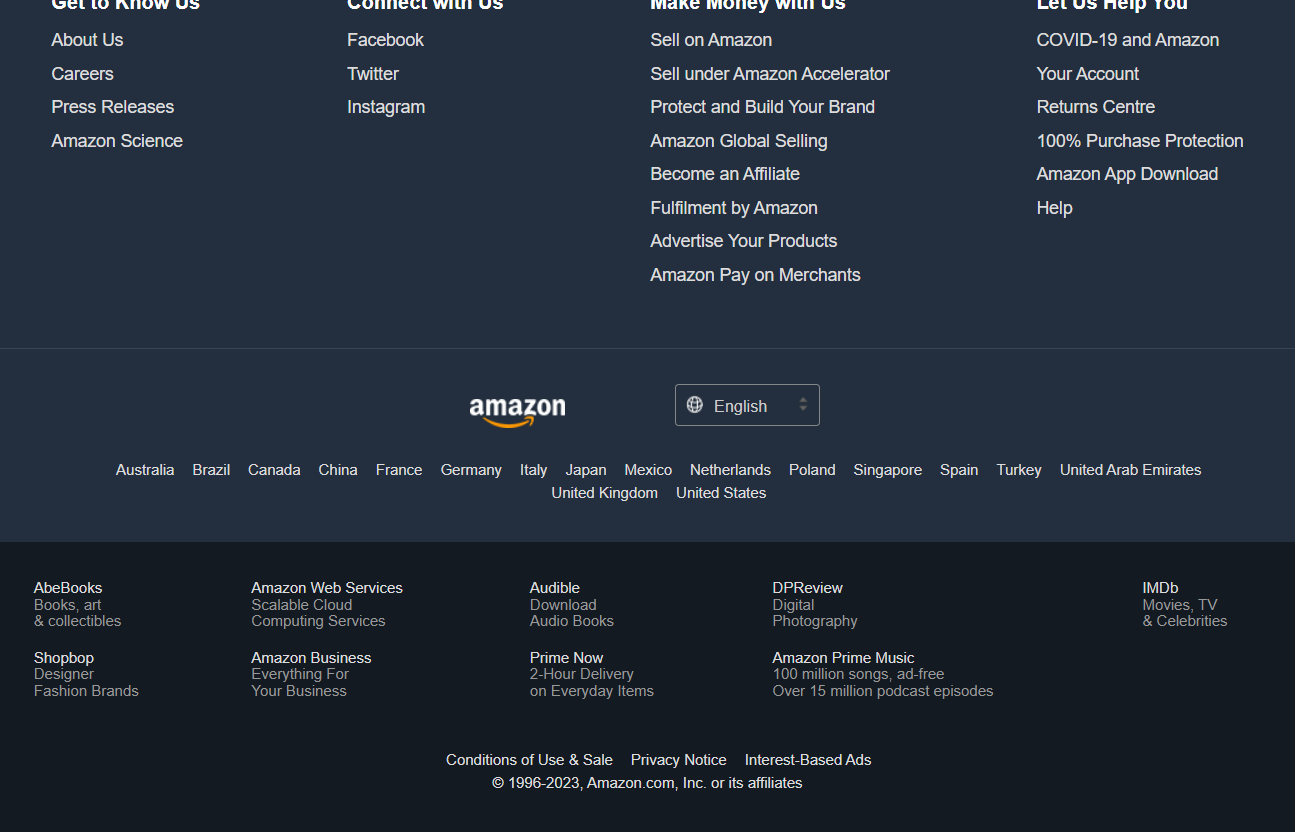 Get to Know Us
About Us
Careers
Press Releases
Amazon Science
Connect with Us
Facebook
Twitter
Instagram
Make Money with Us
Sell on Amazon
Sell under Amazon Accelerator
Protect and Build Your Brand
Amazon Global Selling
Become an Affiliate
Fulfilment by Amazon
Advertise Your Products
Amazon Pay on Merchants
Let Us Help You
COVID-19 and Amazon
Your Account
Returns Centre
100% Purchase Protection
Amazon App Download
Help
amazon
English
Australia Brazil Canada China France Germany Italy Japan Mexico Netherlands Poland Singapore Spain Turkey United Arab Emirates
United Kingdom United States
AbeBooks
Books, art
& collectibles
Amazon Web Services
Scalable Cloud
Computing Services
Audible
Download
Audio Books
DPReview
Digital
Photography
IMDb
Movies, TV
& Celebrities
Shopbop
Designer
Fashion Brands
Amazon Business
Everything For
Your Business
Prime Now
2-Hour Delivery
on Everyday Items
Amazon Prime Music
100 million songs, ad-free
Over 15 million podcast episodes
Conditions of Use & Sale Privacy Notice Interest-Based Ads
© 1996-2023, Amazon.com, Inc. or its affiliates